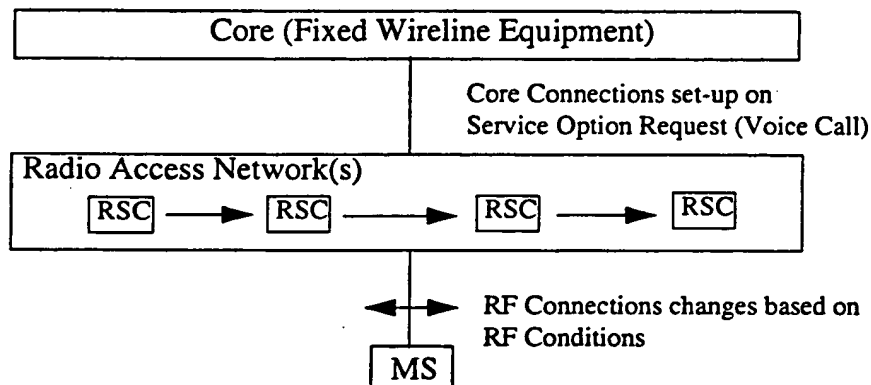 Core (Fixed Wireline Equipment)
Core Connections set-up on
Service Option Request (Voice Call)
Radio Access Network(s)
RSC RSC RSC RSC
RF Connections changes based on
RF Conditions
MS